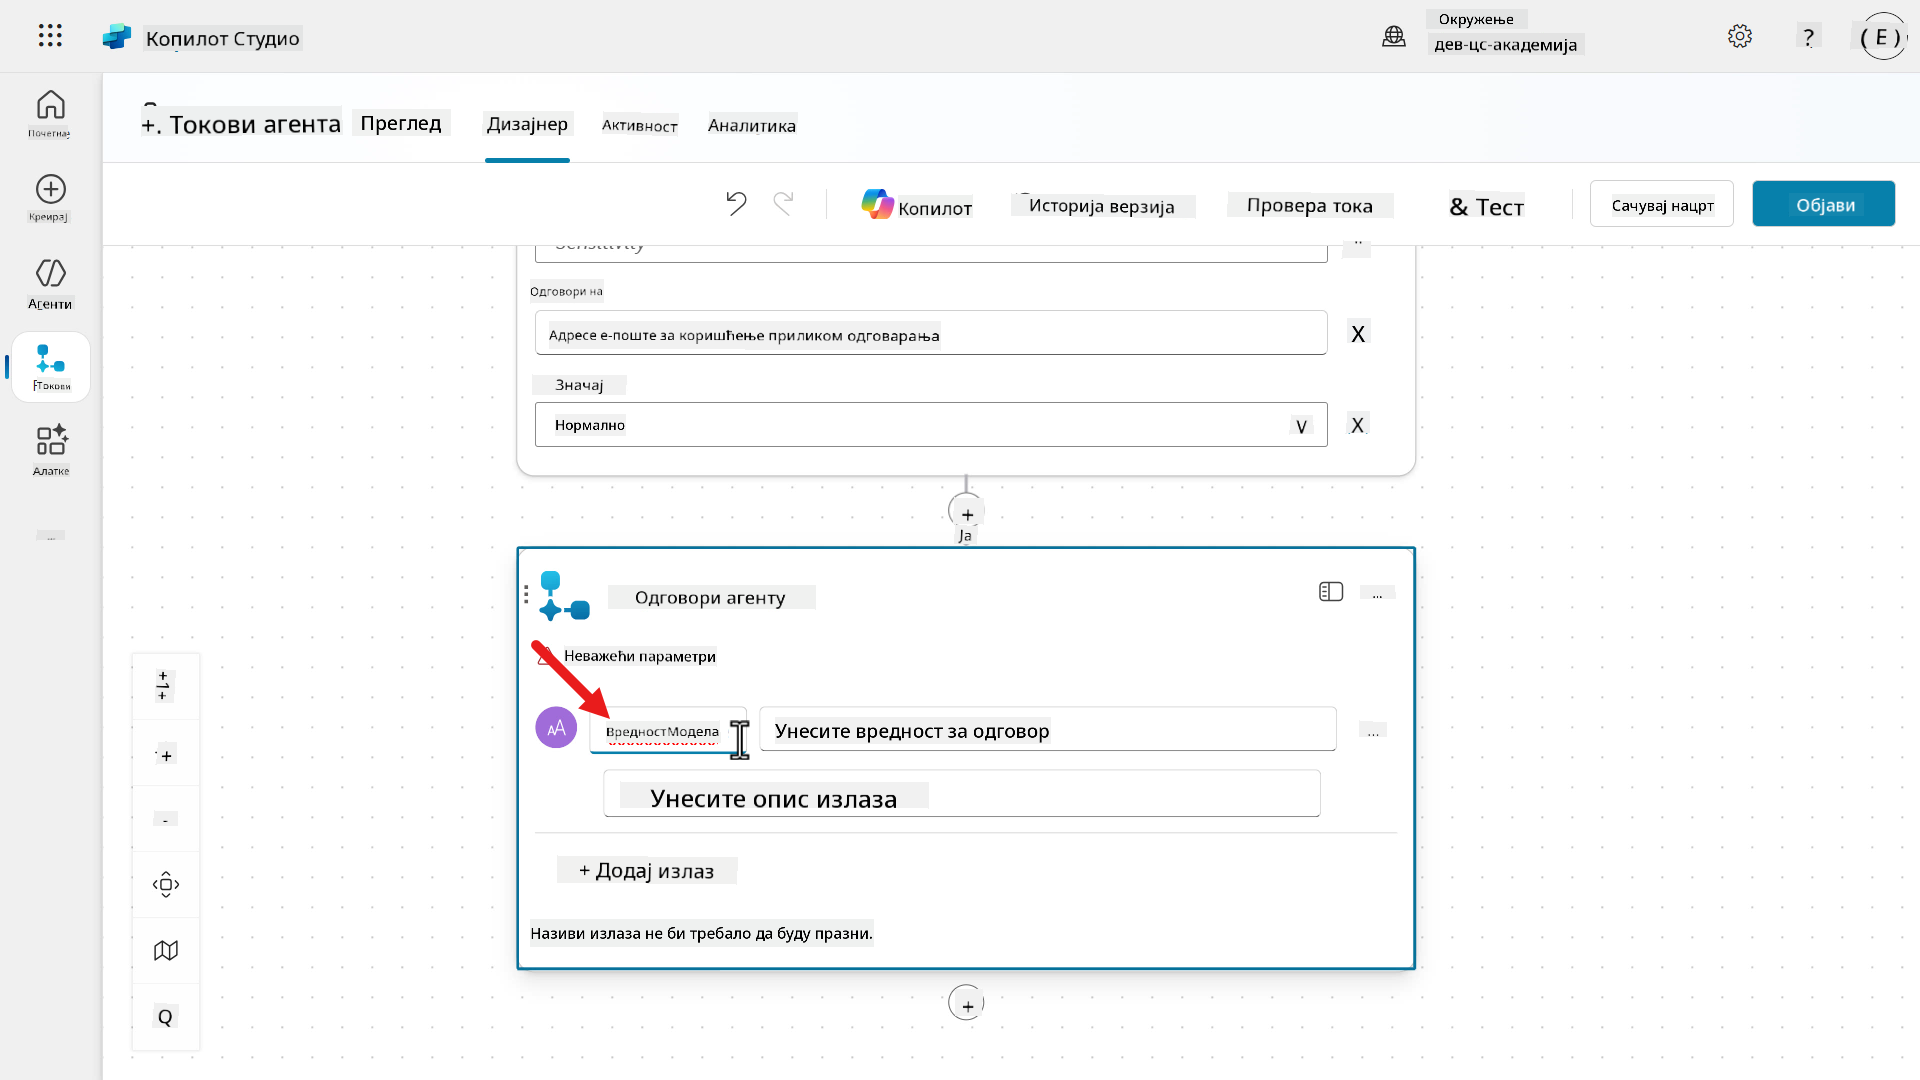 Копилот Студио
Окружење
дев-цс-академија
?
( Е )
Почетнај
Креирај
Агенти
Токови
Алатке
...
+. Токови агента
Преглед
Дизајнер
Активност
Аналитика
Копилот
Историја верзија
Провера тока
& Тест
Сачувај нацрт
Објави
Sensitivity
Одговори на
Адресе е-поште за коришћење приликом одговарања
X
Значај
Нормално
V
X
+
Ја
Одговори агенту
...
Неважећи параметри
AA
ВредностМодела
Унесите вредност за одговор
...
Унесите опис излаза
+ Додај излаз
Називи излаза не би требало да буду празни.
+
+
-
Q